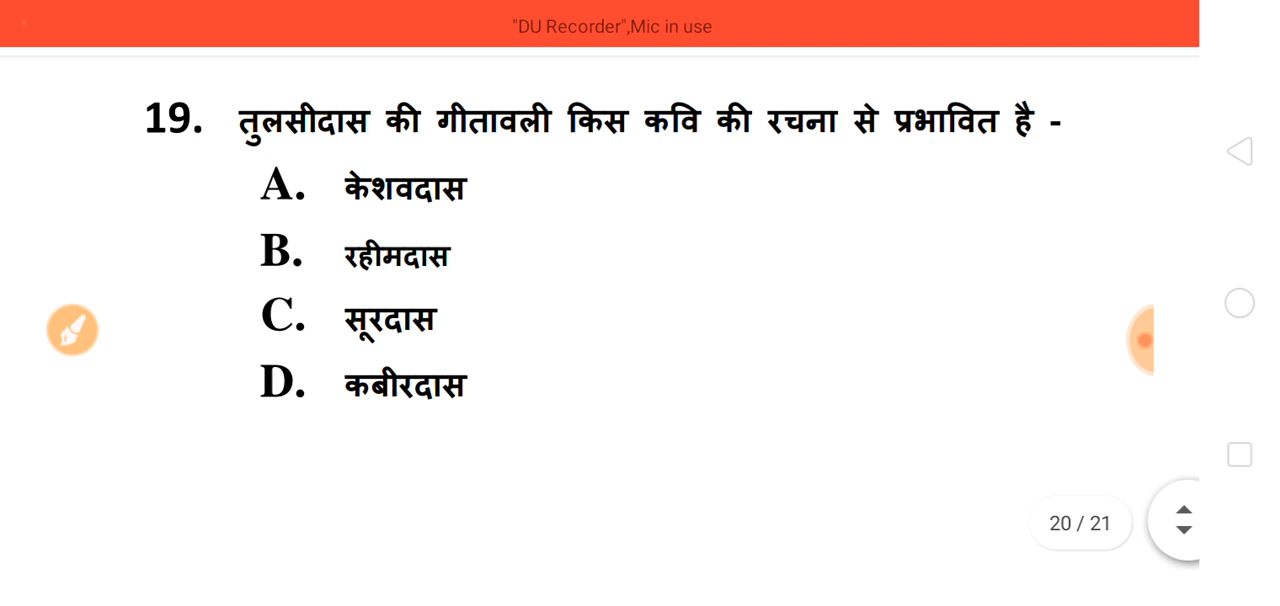 "DU Recorder",Mic in use
19. तुलसीदास की गीतावली किस कवि की रचना से प्रभावित है -
A. केशवदास
B. रहीमदास
C. सूरदास
D. कबीरदास
20 / 21